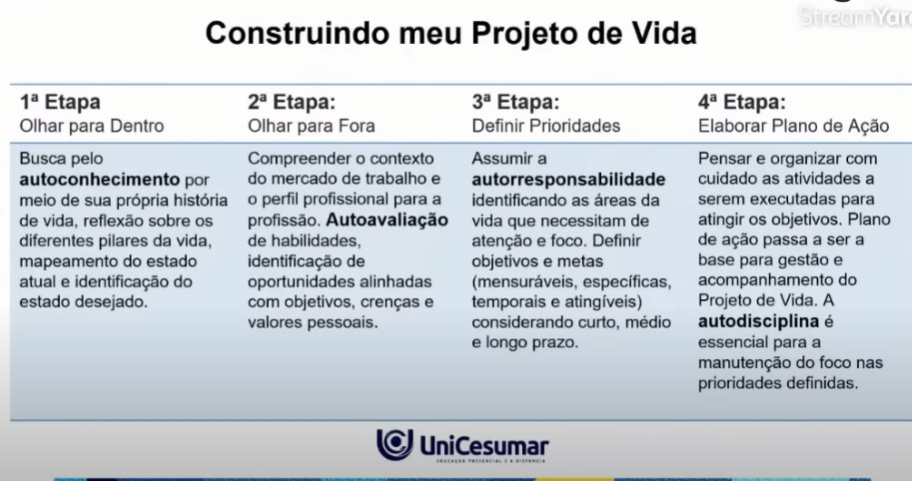 StreamYard
Construindo meu Projeto de Vida
1ª Etapa
Olhar para Dentro
Busca pelo
autoconhecimento por
meio de sua própria história
de vida, reflexão sobre os
diferentes pilares da vida,
mapeamento do estado
atual e identificação do
estado desejado.
2ª Etapa:
Olhar para Fora
Compreender o contexto
do mercado de trabalho e
o perfil profissional para a
profissão. Autoavaliação
de habilidades,
identificação de
oportunidades alinhadas
com objetivos, crenças e
valores pessoais.
3ª Etapa:
Definir Prioridades
Assumir a
autorresponsabilidade
identificando as áreas da
vida que necessitam de
atenção e foco. Definir
objetivos e metas
(mensuráveis, específicas,
temporais e atingíveis)
considerando curto, médio
e longo prazo.
4ª Etapa:
Elaborar Plano de Ação
Pensar e organizar com
cuidado as atividades a
serem executadas para
atingir os objetivos. Plano
de ação passa a ser a
base para gestão e
acompanhamento do
Projeto de Vida. A
autodisciplina é
essencial para a
manutenção do foco nas
prioridades definidas.
UniCesumar
EDUCAÇÃO PRESENCIAL E A DISTÂNCIA